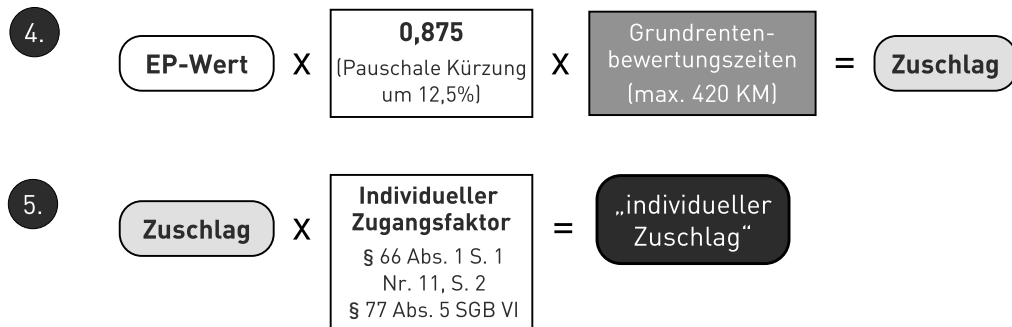 4.
EP-Wert x 0,875 (Pauschale Kürzung um 12,5%) x Grundrenten-bewertungszeiten (max. 420 KM) = Zuschlag
5.
Zuschlag x Individueller Zugangsfaktor § 66 Abs. 1 S. 1 Nr. 11, S. 2 § 77 Abs. 5 SGB VI = „individueller Zuschlag“